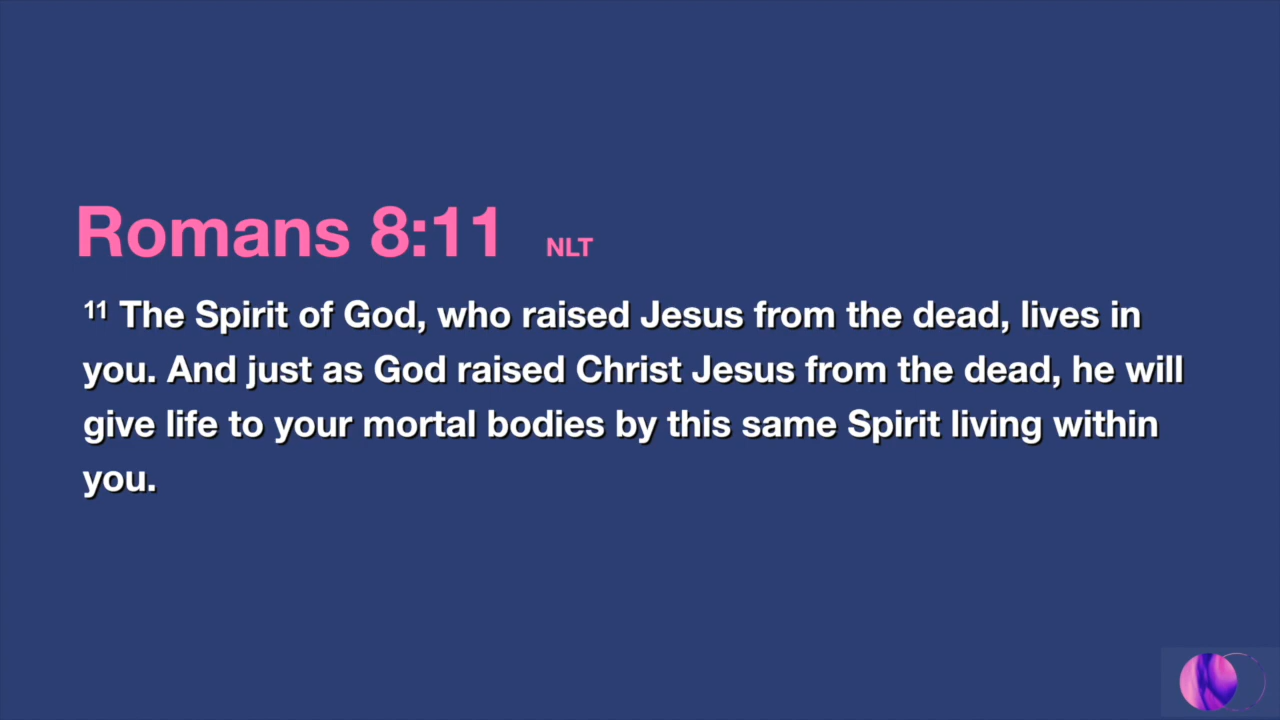 Romans 8:11 NLT
11 The Spirit of God, who raised Jesus from the dead, lives in
you. And just as God raised Christ Jesus from the dead, he will
give life to your mortal bodies by this same Spirit living within
you.